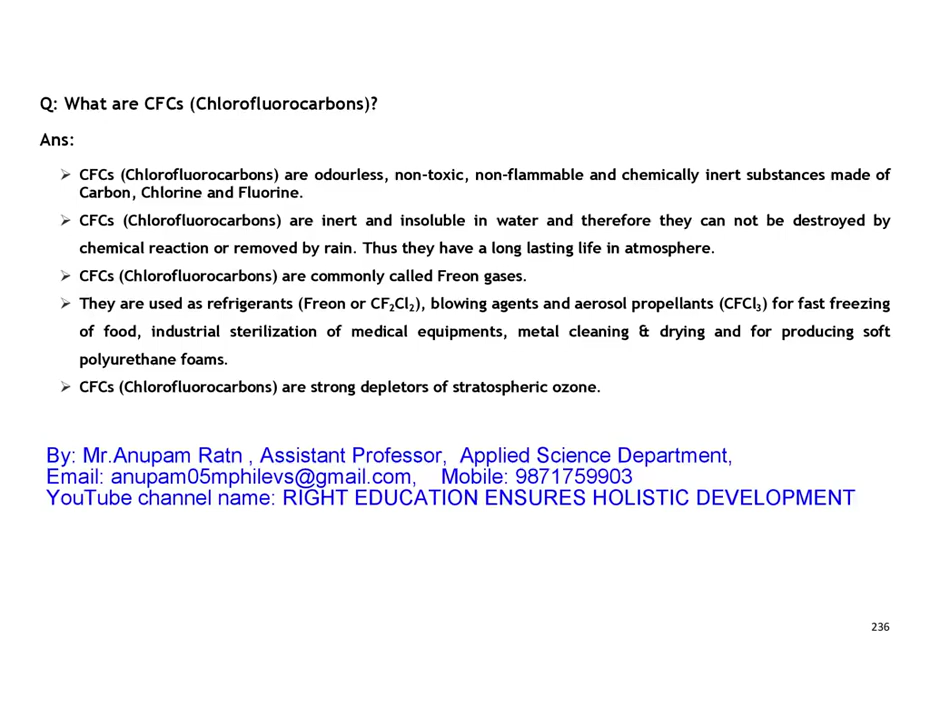 Q: What are CFCs (Chlorofluorocarbons)?
Ans:
➢ CFCs (Chlorofluorocarbons) are odourless, non-toxic, non-flammable and chemically inert substances made of
Carbon, Chlorine and Fluorine.
➢ CFCs (Chlorofluorocarbons) are inert and insoluble in water and therefore they can not be destroyed by
chemical reaction or removed by rain. Thus they have a long lasting life in atmosphere.
➢ CFCs (Chlorofluorocarbons) are commonly called Freon gases.
➢ They are used as refrigerants (Freon or CF₂Cl₂), blowing agents and aerosol propellants (CFCl₃) for fast freezing
of food, industrial sterilization of medical equipments, metal cleaning & drying and for producing soft
polyurethane foams.
➢ CFCs (Chlorofluorocarbons) are strong depletors of stratospheric ozone.
By: Mr.Anupam Ratn , Assistant Professor, Applied Science Department,
Email: anupam05mphilevs@gmail.com, Mobile: 9871759903
YouTube channel name: RIGHT EDUCATION ENSURES HOLISTIC DEVELOPMENT
236